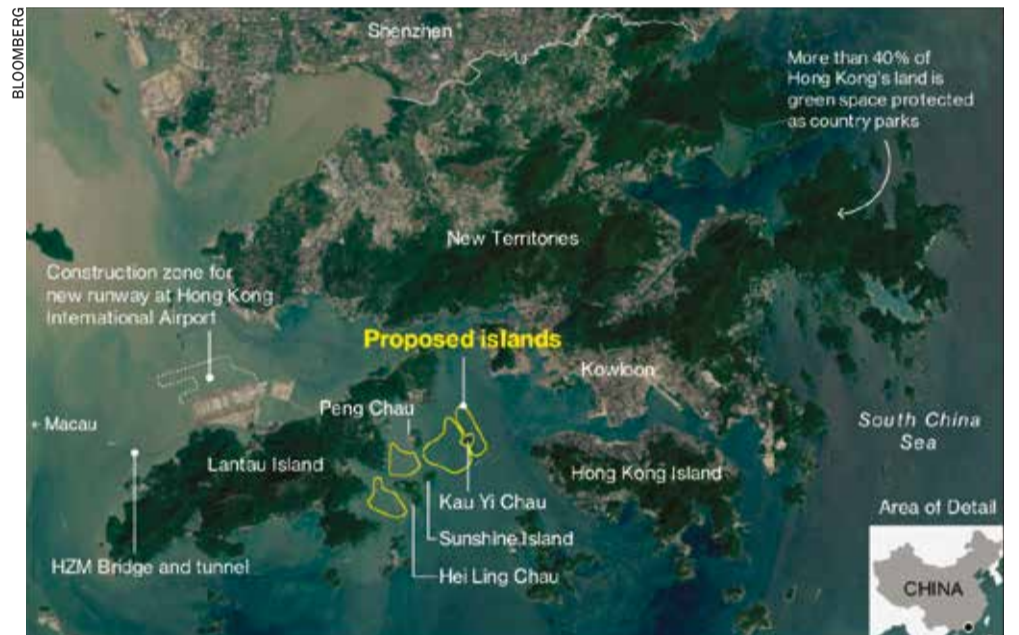 BLOOMBERG
Shenzhen
More than 40% of
Hong Kong's land is
green space protected
as country parks
New Territories
Construction zone for
new runway at Hong Kong
International Airport
Proposed islands
Kowloon
Peng Chau
Macau
South China
Sea
Lantau Island
Hong Kong Island
Kau Yi Chau
Area of Detail
Sunshine Island
HZM Bridge and tunnel
Hei Ling Chau
CHINA